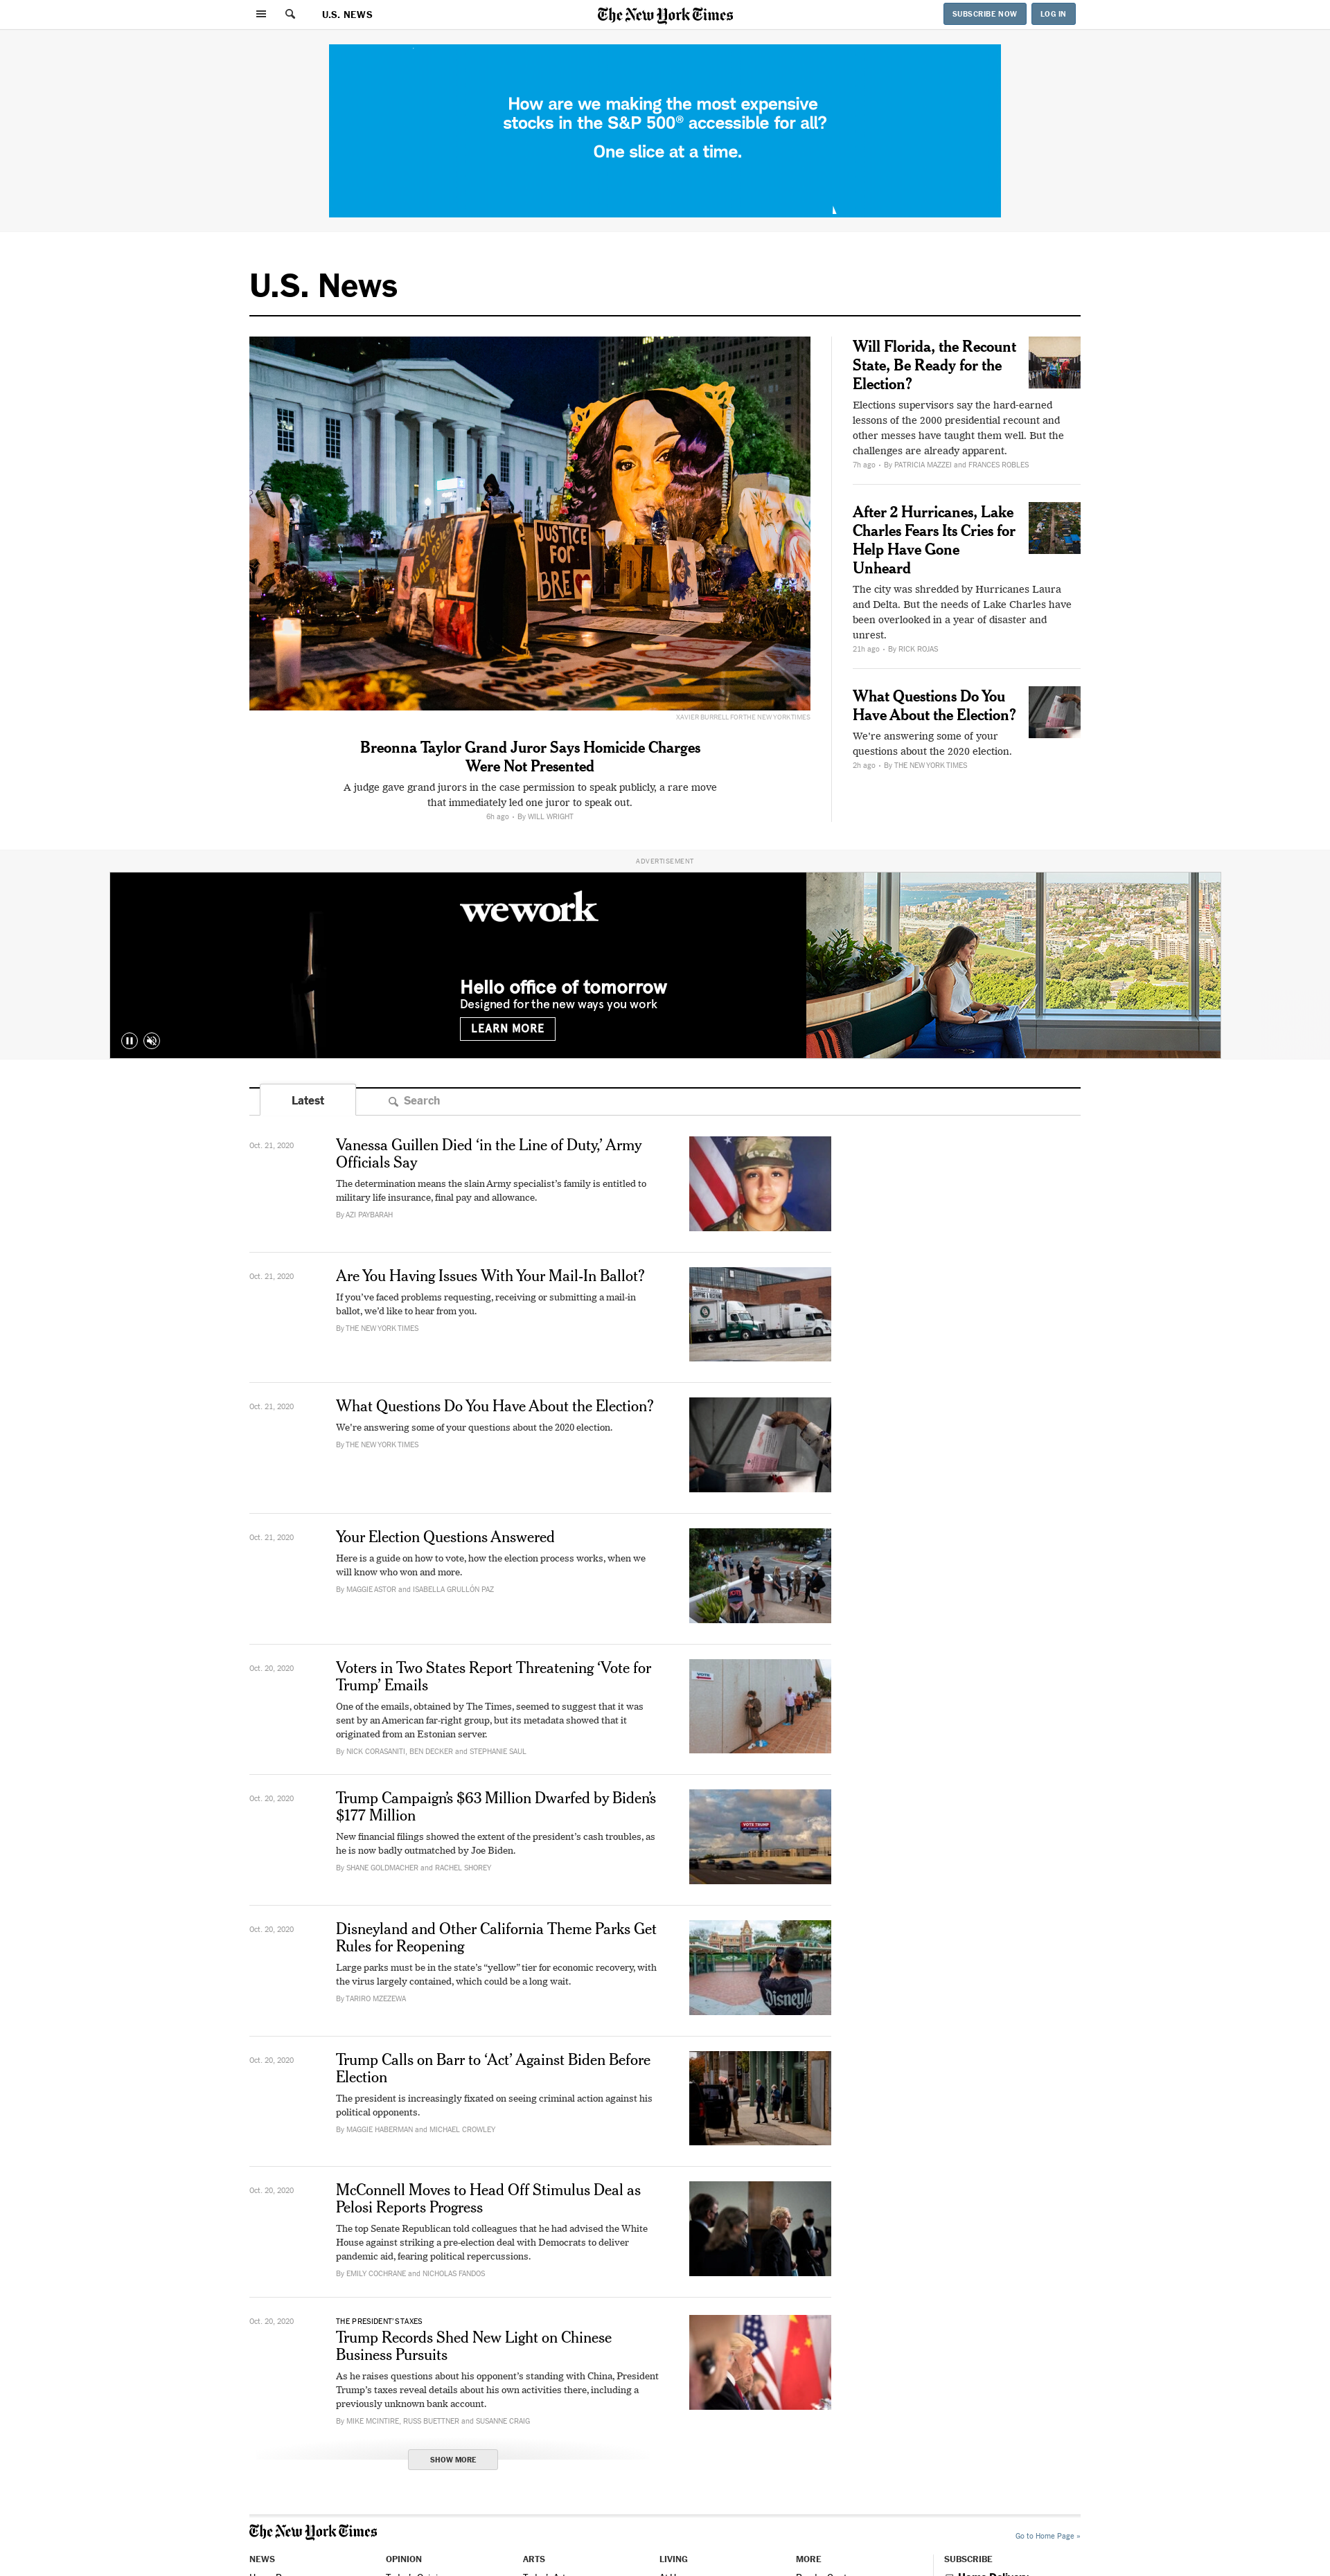 U.S. NEWS
The New York Times
SUBSCRIBE NOW
LOG IN
How are we making the most expensive
stocks in the S&P 500® accessible for all?
One slice at a time.
U.S. News
JUSTICE
FOR
BRE
XAVIER BURRELL FOR THE NEW YORK TIMES
Breonna Taylor Grand Juror Says Homicide Charges
Were Not Presented
A judge gave grand jurors in the case permission to speak publicly, a rare move
that immediately led one juror to speak out.
6h ago • By WILL WRIGHT
Will Florida, the Recount
State, Be Ready for the
Election?
Elections supervisors say the hard-earned
lessons of the 2000 presidential recount and
other messes have taught them well. But the
challenges are already apparent.
7h ago • By PATRICIA MAZZEI and FRANCES ROBLES
After 2 Hurricanes, Lake
Charles Fears Its Cries for
Help Have Gone
Unheard
The city was shredded by Hurricanes Laura
and Delta. But the needs of Lake Charles have
been overlooked in a year of disaster and
unrest.
21h ago • By RICK ROJAS
What Questions Do You
Have About the Election?
We're answering some of your
questions about the 2020 election.
2h ago • By THE NEW YORK TIMES
ADVERTISEMENT
wework
Hello office of tomorrow
Designed for the new ways you work
LEARN MORE
Latest
Search
Oct. 21, 2020
Vanessa Guillen Died ‘in the Line of Duty,’ Army
Officials Say
The determination means the slain Army specialist’s family is entitled to
military life insurance, final pay and allowance.
By AZI PAYBARAH
Oct. 21, 2020
Are You Having Issues With Your Mail-In Ballot?
If you’ve faced problems requesting, receiving or submitting a mail-in
ballot, we’d like to hear from you.
By THE NEW YORK TIMES
Oct. 21, 2020
What Questions Do You Have About the Election?
We’re answering some of your questions about the 2020 election.
By THE NEW YORK TIMES
Oct. 21, 2020
Your Election Questions Answered
Here is a guide on how to vote, how the election process works, when we
will know who won and more.
By MAGGIE ASTOR and ISABELLA GRULLÓN PAZ
Oct. 20, 2020
Voters in Two States Report Threatening ‘Vote for
Trump’ Emails
One of the emails, obtained by The Times, seemed to suggest that it was
sent by an American far-right group, but its metadata showed that it
originated from an Estonian server.
By NICK CORASANITI, BEN DECKER and STEPHANIE SAUL
VOTE
Oct. 20, 2020
Trump Campaign’s $63 Million Dwarfed by Biden’s
$177 Million
New financial filings showed the extent of the president’s cash troubles, as
he is now badly outmatched by Joe Biden.
By SHANE GOLDMACHER and RACHEL SHOREY
VOTE TRUMP
Oct. 20, 2020
Disneyland and Other California Theme Parks Get
Rules for Reopening
Large parks must be in the state’s “yellow” tier for economic recovery, with
the virus largely contained, which could be a long wait.
By TARIRO MZEZEWA
Oct. 20, 2020
Trump Calls on Barr to ‘Act’ Against Biden Before
Election
The president is increasingly fixated on seeing criminal action against his
political opponents.
By MAGGIE HABERMAN and MICHAEL CROWLEY
Oct. 20, 2020
McConnell Moves to Head Off Stimulus Deal as
Pelosi Reports Progress
The top Senate Republican told colleagues that he had advised the White
House against striking a pre-election deal with Democrats to deliver
pandemic aid, fearing political repercussions.
By EMILY COCHRANE and NICHOLAS FANDOS
Oct. 20, 2020
THE PRESIDENT'S TAXES
Trump Records Shed New Light on Chinese
Business Pursuits
As he raises questions about his opponent’s standing with China, President
Trump’s taxes reveal details about his own activities there, including a
previously unknown bank account.
By MIKE MCINTIRE, RUSS BUETTNER and SUSANNE CRAIG
SHOW MORE
The New York Times
Go to Home Page »
NEWS
OPINION
ARTS
LIVING
MORE
SUBSCRIBE